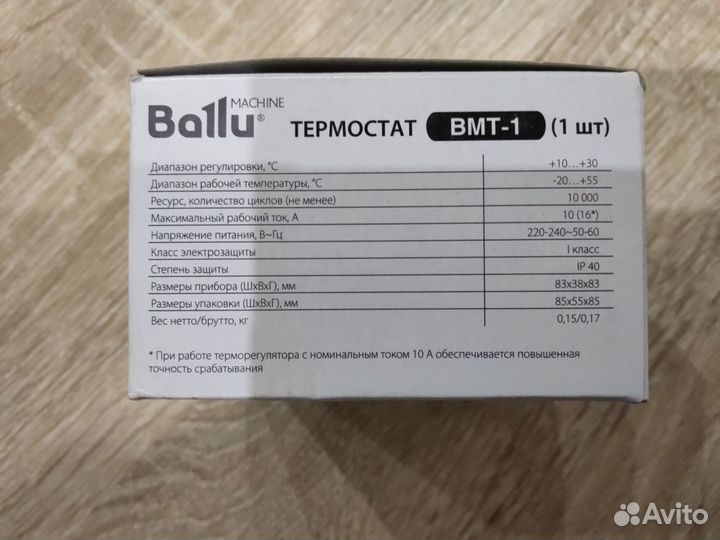 Ballu® MACHINE ТЕРМОСТАТ BMT-1 (1 шт)
Диапазон регулировки, °C +10...+30
Диапазон рабочей температуры, °C -20...+55
Ресурс, количество циклов (не менее) 10 000
Максимальный рабочий ток, А 10 (16*)
Напряжение питания, В~Гц 220-240~50-60
Класс электрозащиты I класс
Степень защиты IP 40
Размеры прибора (ШхВхГ), мм 83х38х83
Размеры упаковки (ШхВхГ), мм 85х55х85
Вес нетто/брутто, кг 0,15/0,17
* При работе терморегулятора с номинальным током 10 А обеспечивается повышенная
точность срабатывания
Avito